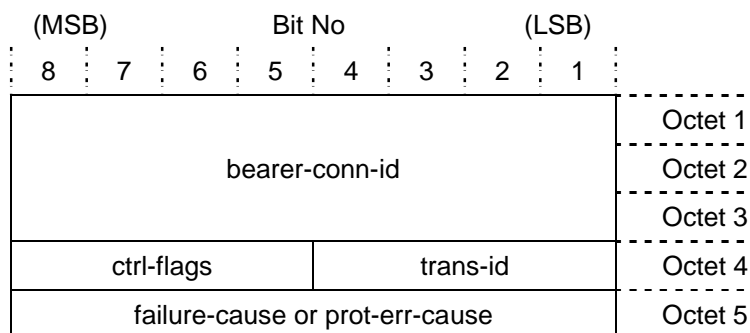 (MSB) Bit No (LSB)
8 7 6 5 4 3 2 1
Octet 1
bearer-conn-id Octet 2
Octet 3
ctrl-flags trans-id Octet 4
failure-cause or prot-err-cause Octet 5